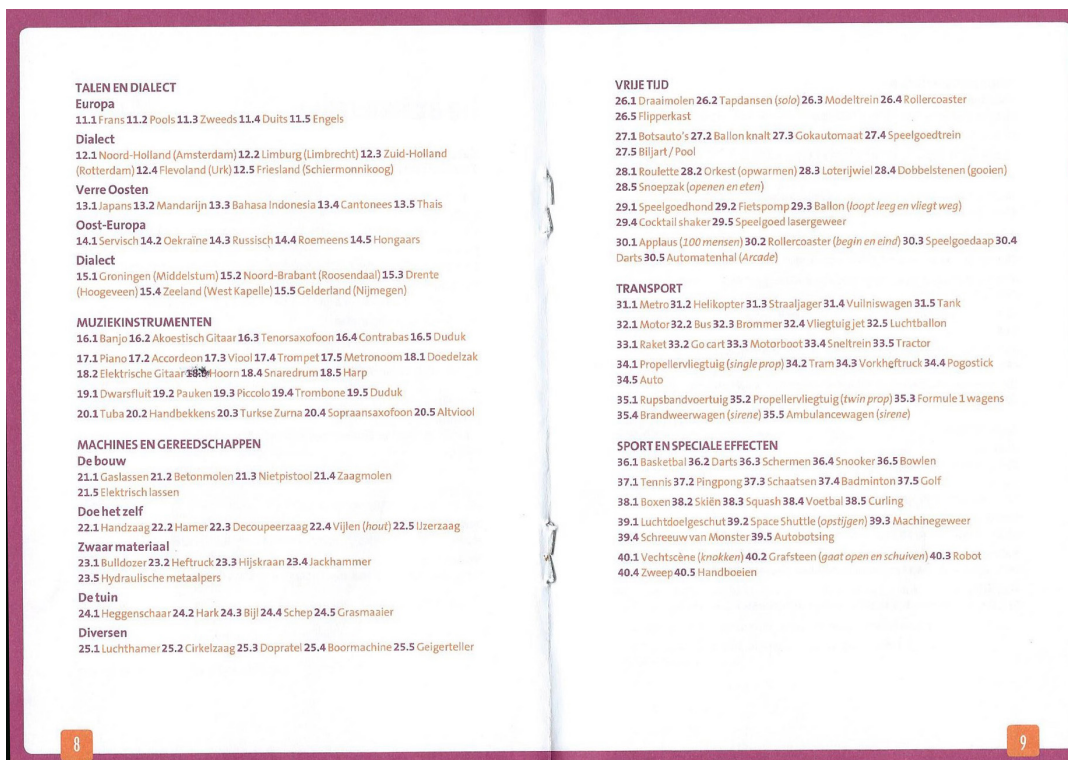 TALEN EN DIALECT
Europa
11.1 Frans 11.2 Pools 11.3 Zweeds 11.4 Duits 11.5 Engels
Dialect
12.1 Noord-Holland (Amsterdam) 12.2 Limburg (Limbrecht) 12.3 Zuid-Holland
(Rotterdam) 12.4 Flevoland (Urk) 12.5 Friesland (Schiermonnikoog)
Verre Oosten
13.1 Japans 13.2 Mandarijn 13.3 Bahasa Indonesia 13.4 Cantonees 13.5 Thais
Oost-Europa
14.1 Servisch 14.2 Oekraïne 14.3 Russisch 14.4 Roemeens 14.5 Hongaars
Dialect
15.1 Groningen (Middelstum) 15.2 Noord-Brabant (Roosendaal) 15.3 Drente
(Hoogeveen) 15.4 Zeeland (West Kapelle) 15.5 Gelderland (Nijmegen)
MUZIEKINSTRUMENTEN
16.1 Banjo 16.2 Akoestisch Gitaar 16.3 Tenorsaxofoon 16.4 Contrabas 16.5 Duduk
17.1 Piano 17.2 Accordeon 17.3 Viool 17.4 Trompet 17.5 Metronoom 18.1 Doedelzak
18.2 Elektrische Gitaar 18.3 Hoorn 18.4 Snaredrum 18.5 Harp
19.1 Dwarsfluit 19.2 Pauken 19.3 Piccolo 19.4 Trombone 19.5 Duduk
20.1 Tuba 20.2 Handbekkens 20.3 Turkse Zurna 20.4 Sopraansaxofoon 20.5 Altviool
MACHINES EN GEREEDSCHAPPEN
De bouw
21.1 Gaslassen 21.2 Betonmolen 21.3 Nietpistool 21.4 Zaagmolen
21.5 Elektrisch lassen
Doe het zelf
22.1 Handzaag 22.2 Hamer 22.3 Decoupeerzaag 22.4 Vijlen (hout) 22.5 IJzerzaag
Zwaar materiaal
23.1 Bulldozer 23.2 Heftruck 23.3 Hijskraan 23.4 Jackhammer
23.5 Hydraulische metaalpers
De tuin
24.1 Heggenschaar 24.2 Hark 24.3 Bijl 24.4 Schep 24.5 Grasmaaier
Diversen
25.1 Luchthamer 25.2 Cirkelzaag 25.3 Dopratel 25.4 Boormachine 25.5 Geigerteller
8
VRIJE TIJD
26.1 Draaimolen 26.2 Tapdansen (solo) 26.3 Modeltrein 26.4 Rollercoaster
26.5 Flipperkast
27.1 Botsauto's 27.2 Ballon knalt 27.3 Gokautomaat 27.4 Speelgoedtrein
27.5 Biljart / Pool
28.1 Roulette 28.2 Orkest (opwarmen) 28.3 Loterijwiel 28.4 Dobbelstenen (gooien)
28.5 Snoepzak (openen en eten)
29.1 Speelgoedhond 29.2 Fietspomp 29.3 Ballon (loopt leeg en vliegt weg)
29.4 Cocktail shaker 29.5 Speelgoed lasergeweer
30.1 Applaus (100 mensen) 30.2 Rollercoaster (begin en eind) 30.3 Speelgoedaap 30.4
Darts 30.5 Automatenhal (Arcade)
TRANSPORT
31.1 Metro 31.2 Helikopter 31.3 Straaljager 31.4 Vuilniswagen 31.5 Tank
32.1 Motor 32.2 Bus 32.3 Brommer 32.4 Vliegtuig jet 32.5 Luchtballon
33.1 Raket 33.2 Go cart 33.3 Motorboot 33.4 Sneltrein 33.5 Tractor
34.1 Propellervliegtuig (single prop) 34.2 Tram 34.3 Vorkheftruck 34.4 Pogostick
34.5 Auto
35.1 Rupsbandvoertuig 35.2 Propellervliegtuig (twin prop) 35.3 Formule 1 wagens
35.4 Brandweerwagen (sirene) 35.5 Ambulancewagen (sirene)
SPORT EN SPECIALE EFFECTEN
36.1 Basketbal 36.2 Darts 36.3 Schermen 36.4 Snooker 36.5 Bowlen
37.1 Tennis 37.2 Pingpong 37.3 Schaatsen 37.4 Badminton 37.5 Golf
38.1 Boxen 38.2 Skiën 38.3 Squash 38.4 Voetbal 38.5 Curling
39.1 Luchtdoelgeschut 39.2 Space Shuttle (opstijgen) 39.3 Machinegeweer
39.4 Schreeuw van Monster 39.5 Autobotsing
40.1 Vechtscène (knokken) 40.2 Grafsteen (gaat open en schuiven) 40.3 Robot
40.4 Zweep 40.5 Handboeien
9